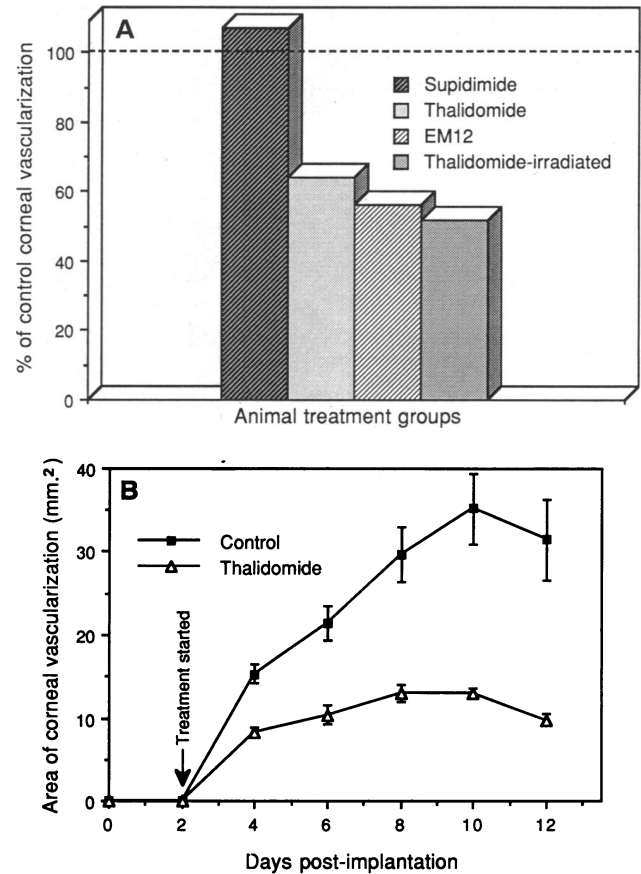 A
% of control corneal vascularization
100
80
60
40
20
0
Supidimide
Thalidomide
EM12
Thalidomide-irradiated
Animal treatment groups
B
Area of corneal vascularization (mm.²)
40
30
20
10
0
Control
Thalidomide
Treatment started
0 2 4 6 8 10 12
Days post-implantation